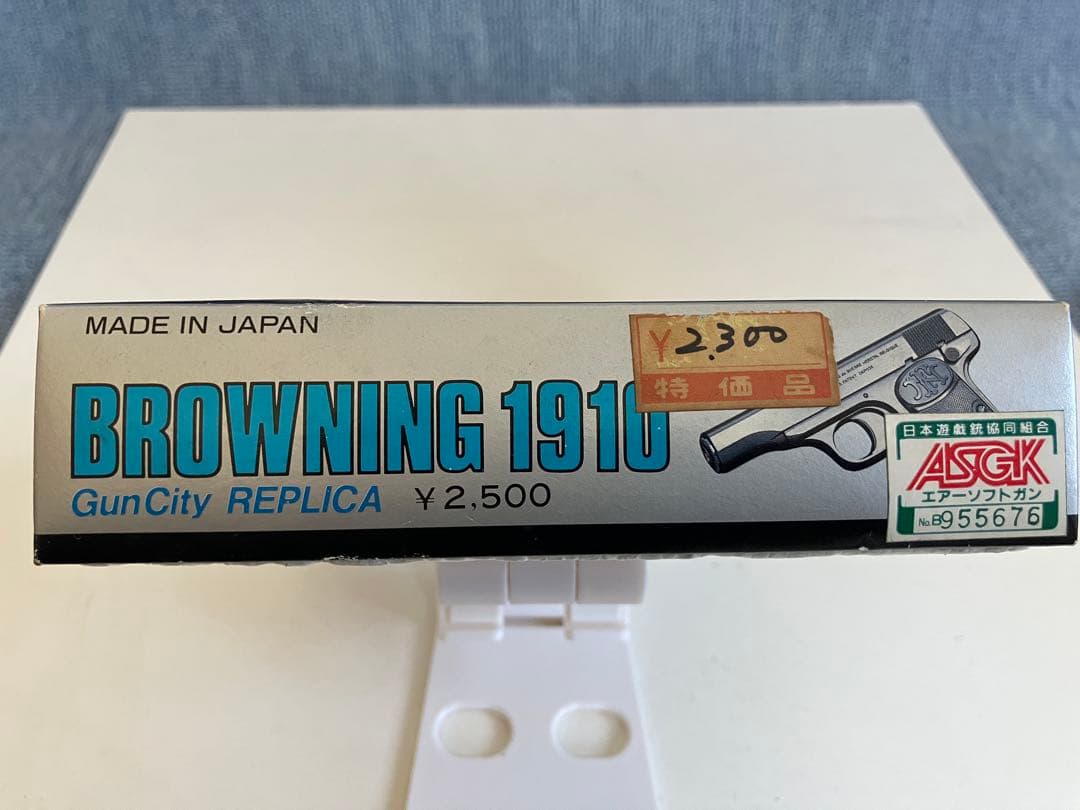 MADE IN JAPAN
¥2,300
特価品
BROWNING 1910
GunCity REPLICA ¥2,500
日本遊戯銃協同組合
ASGK
エアーソフトガン
No.B955676